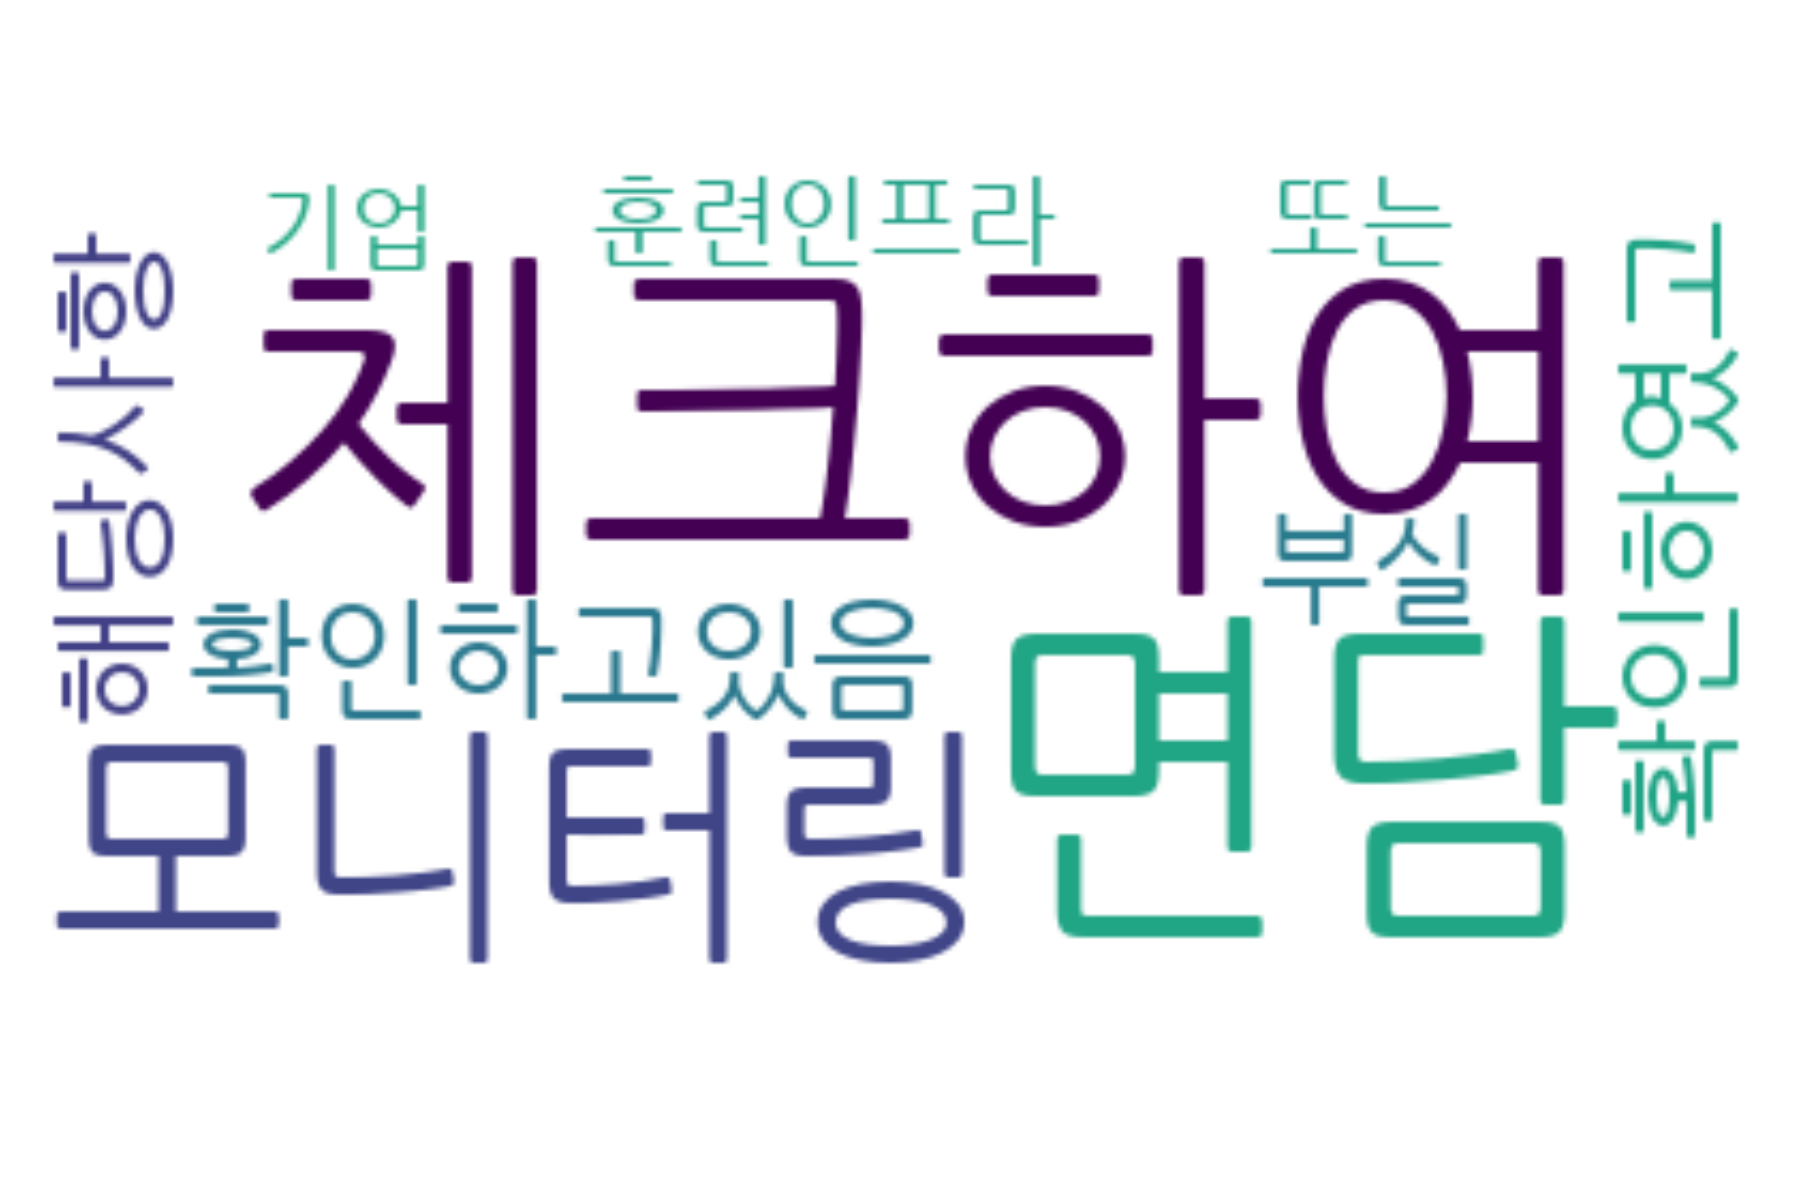 기업
훈련인프라
또는
체크하여
해당사항
확인하였고
부실
확인하고있음
면담
모니터링